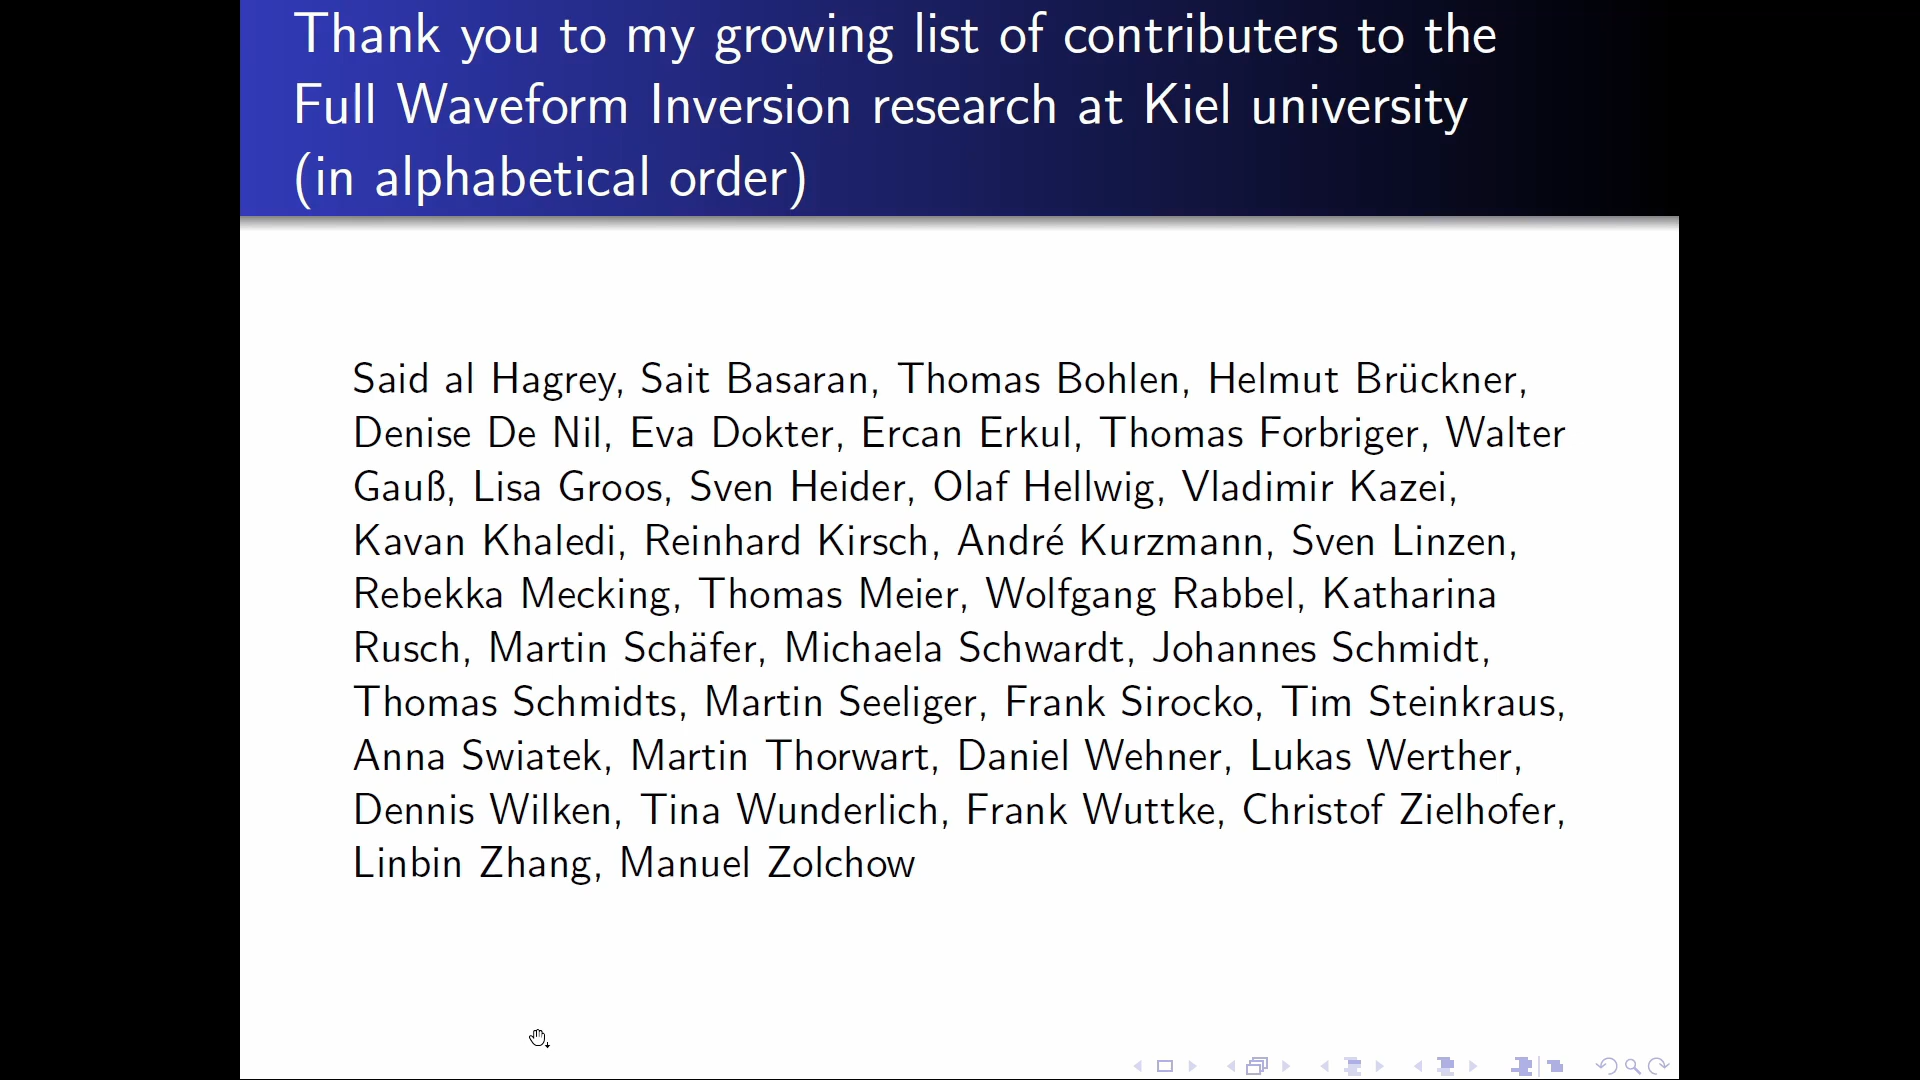 Thank you to my growing list of contributers to the
Full Waveform Inversion research at Kiel university
(in alphabetical order)
Said al Hagrey, Sait Basaran, Thomas Bohlen, Helmut Brückner,
Denise De Nil, Eva Dokter, Ercan Erkul, Thomas Forbriger, Walter
Gauß, Lisa Groos, Sven Heider, Olaf Hellwig, Vladimir Kazei,
Kavan Khaledi, Reinhard Kirsch, André Kurzmann, Sven Linzen,
Rebekka Mecking, Thomas Meier, Wolfgang Rabbel, Katharina
Rusch, Martin Schäfer, Michaela Schwardt, Johannes Schmidt,
Thomas Schmidts, Martin Seeliger, Frank Sirocko, Tim Steinkraus,
Anna Swiatek, Martin Thorwart, Daniel Wehner, Lukas Werther,
Dennis Wilken, Tina Wunderlich, Frank Wuttke, Christof Zielhofer,
Linbin Zhang, Manuel Zolchow